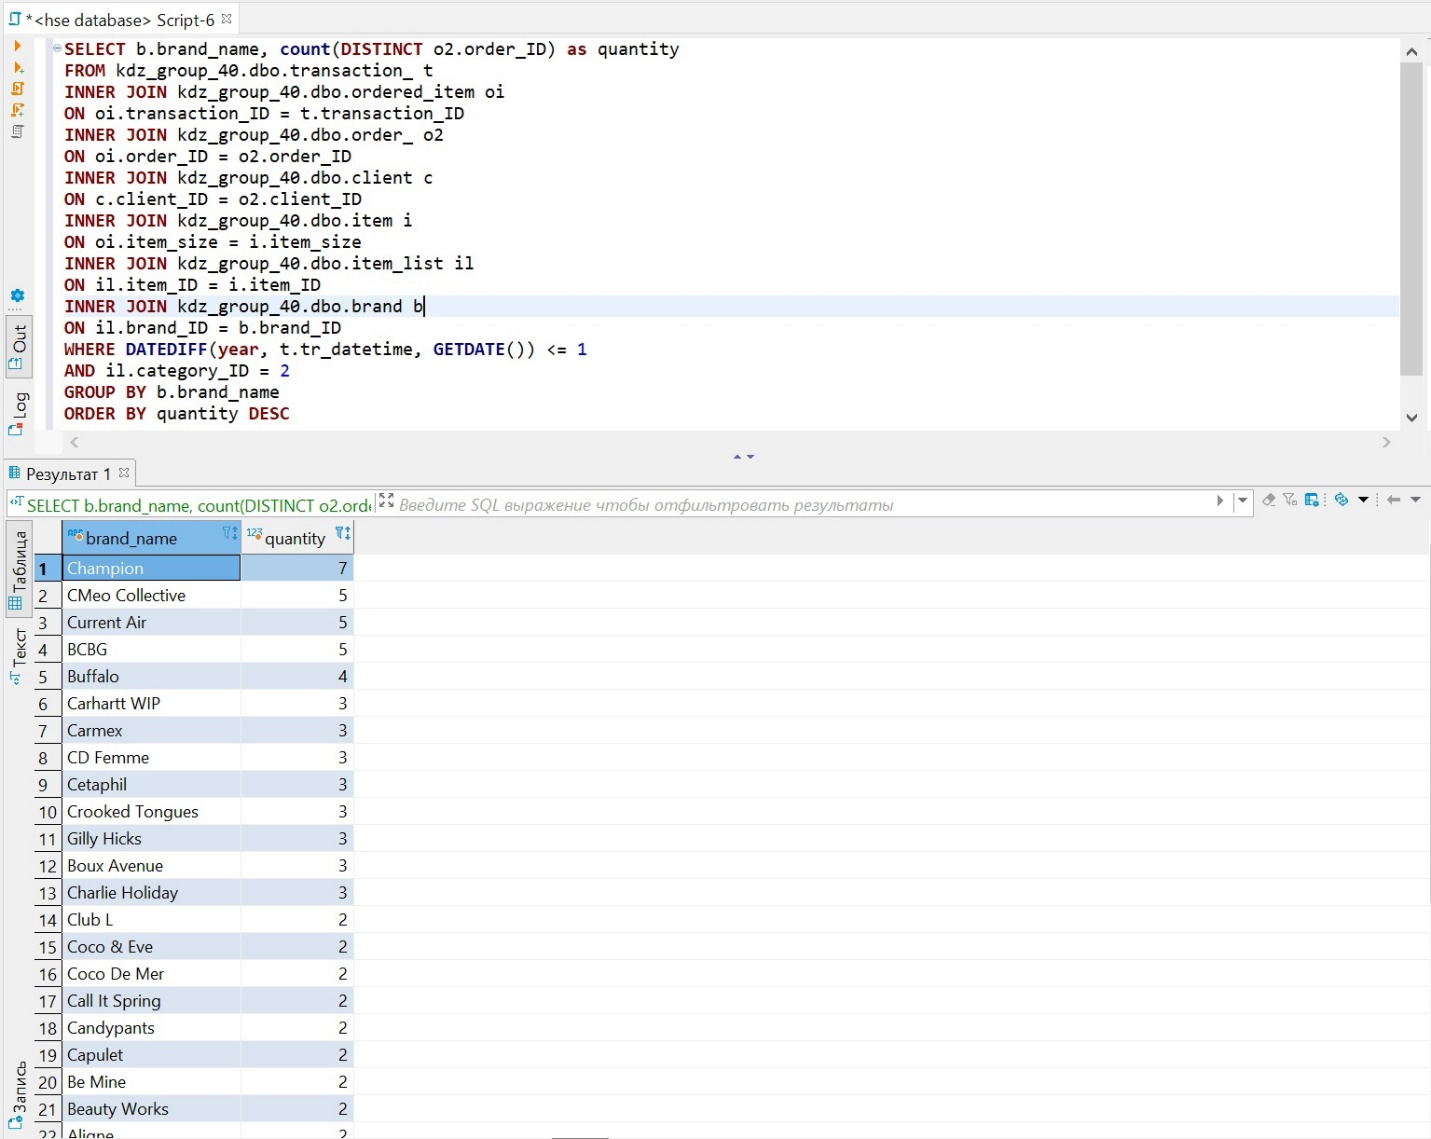 *<hse database> Script-6
SELECT b.brand_name, count(DISTINCT o2.order_ID) as quantity
FROM kdz_group_40.dbo.transaction_ t
INNER JOIN kdz_group_40.dbo.ordered_item oi
ON oi.transaction_ID = t.transaction_ID
INNER JOIN kdz_group_40.dbo.order_ o2
ON oi.order_ID = o2.order_ID
INNER JOIN kdz_group_40.dbo.client c
ON c.client_ID = o2.client_ID
INNER JOIN kdz_group_40.dbo.item i
ON oi.item_size = i.item_size
INNER JOIN kdz_group_40.dbo.item_list il
ON il.item_ID = i.item_ID
INNER JOIN kdz_group_40.dbo.brand b
ON il.brand_ID = b.brand_ID
WHERE DATEDIFF(year, t.tr_datetime, GETDATE()) <= 1
AND il.category_ID = 2
GROUP BY b.brand_name
ORDER BY quantity DESC
Out
Log
Результат 1
SELECT b.brand_name, count(DISTINCT o2.orde
Введите SQL выражение чтобы отфильтровать результаты
Таблица
Текст
Запись
ABC brand_name 123 quantity
1 Champion 7
2 CMeo Collective 5
3 Current Air 5
4 BCBG 5
5 Buffalo 4
6 Carhartt WIP 3
7 Carmex 3
8 CD Femme 3
9 Cetaphil 3
10 Crooked Tongues 3
11 Gilly Hicks 3
12 Boux Avenue 3
13 Charlie Holiday 3
14 Club L 2
15 Coco & Eve 2
16 Coco De Mer 2
17 Call It Spring 2
18 Candypants 2
19 Capulet 2
20 Be Mine 2
21 Beauty Works 2
22 Aligne 2